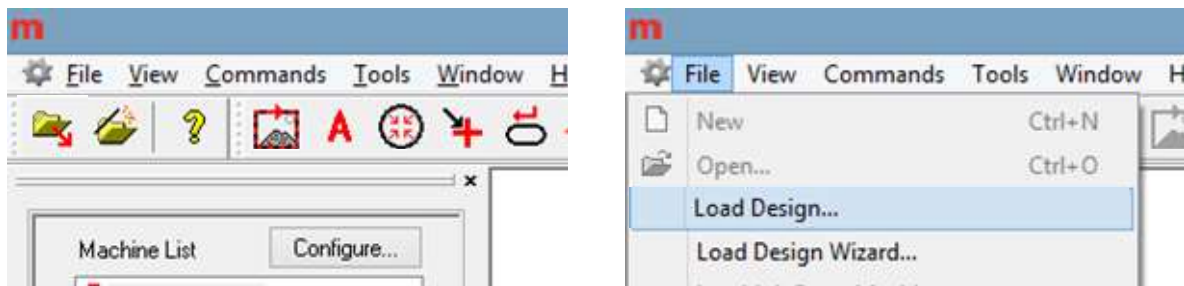 m
File View Commands Tools Window H
A
?
Machine List Configure...
m
File View Commands Tools Window H
New Ctrl+N
Open... Ctrl+O
Load Design...
Load Design Wizard...